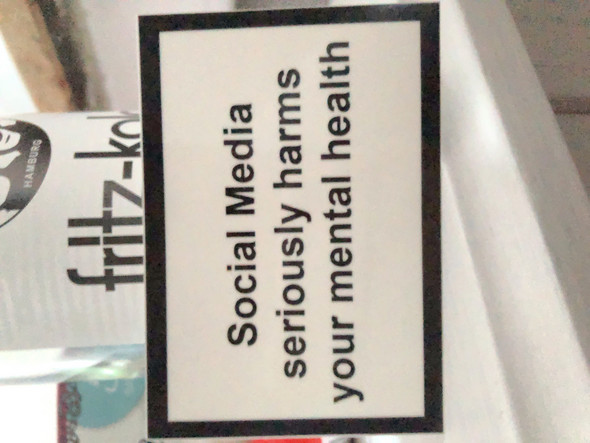 Social Media
seriously harms
your mental health
fritz-ko
HAMBURG